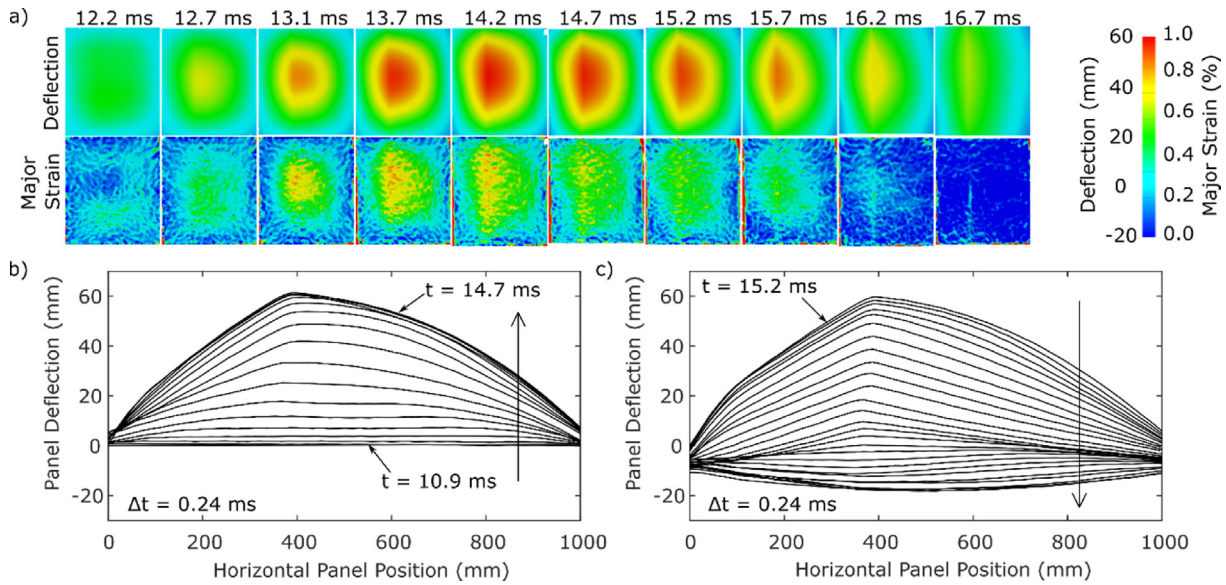 a)
12.2 ms 12.7 ms 13.1 ms 13.7 ms 14.2 ms 14.7 ms 15.2 ms 15.7 ms 16.2 ms 16.7 ms
Deflection
Major
Strain
Deflection (mm)
60
40
20
0
-20
1.0
0.8
0.6
0.4
0.2
0.0
Major Strain (%)
b)
Panel Deflection (mm)
60
40
20
0
-20
t = 14.7 ms
t = 10.9 ms
Δt = 0.24 ms
0 200 400 600 800 1000
Horizontal Panel Position (mm)
c)
Panel Deflection (mm)
60
40
20
0
-20
t = 15.2 ms
Δt = 0.24 ms
0 200 400 600 800 1000
Horizontal Panel Position (mm)